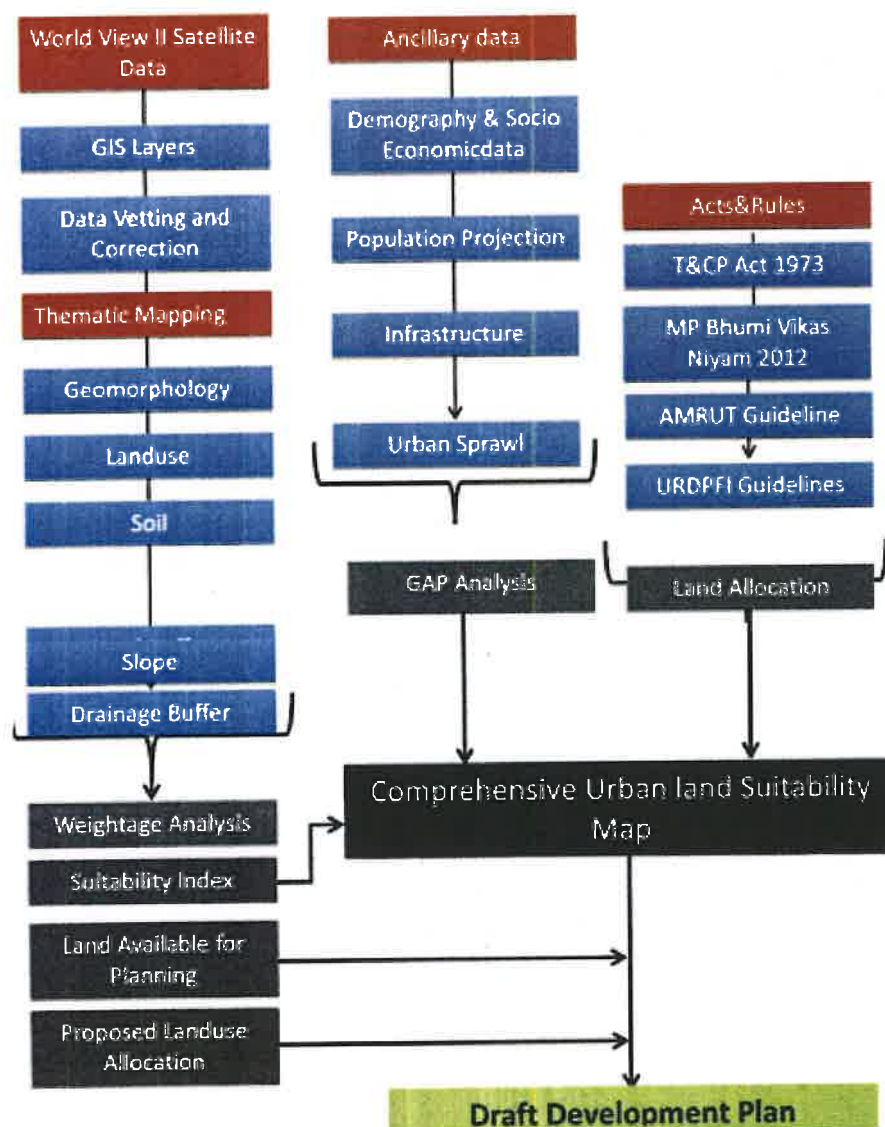 World View II Satellite
Data
GIS Layers
Data Vetting and
Correction
Thematic Mapping
Geomorphology
Landuse
Soil
Slope
Drainage Buffer
Weightage Analysis
Suitability Index
Land Available for
Planning
Proposed Landuse
Allocation
Ancillary data
Demography & Socio
Economicdata
Population Projection
Infrastructure
Urban Sprawl
GAP Analysis
Acts&Rules
T&CP Act 1973
MP Bhumi Vikas
Niyam 2012
AMRUT Guideline
URDPFI Guidelines
Land Allocation
Comprehensive Urban land Suitability
Map
Draft Development Plan